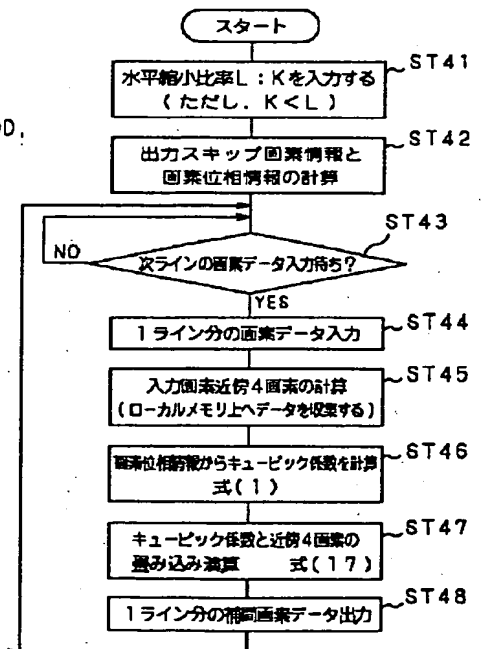 スタート
ST41
水平縮小比率L:Kを入力する
(ただし.K<L)
OD,
ST42
出力スキップ画素情報と
画素位相情報の計算
ST43
NO
次ラインの画素データ入力待ち?
YES
ST44
1ライン分の画素データ入力
ST45
入力画素近傍4画素の計算
(ローカルメモリ上へデータを収集する)
ST46
画素位相情報からキュービック係数を計算
式(1)
ST47
キュービック係数と近傍4画素の
畳み込み演算 式(17)
ST48
1ライン分の補間画素データ出力